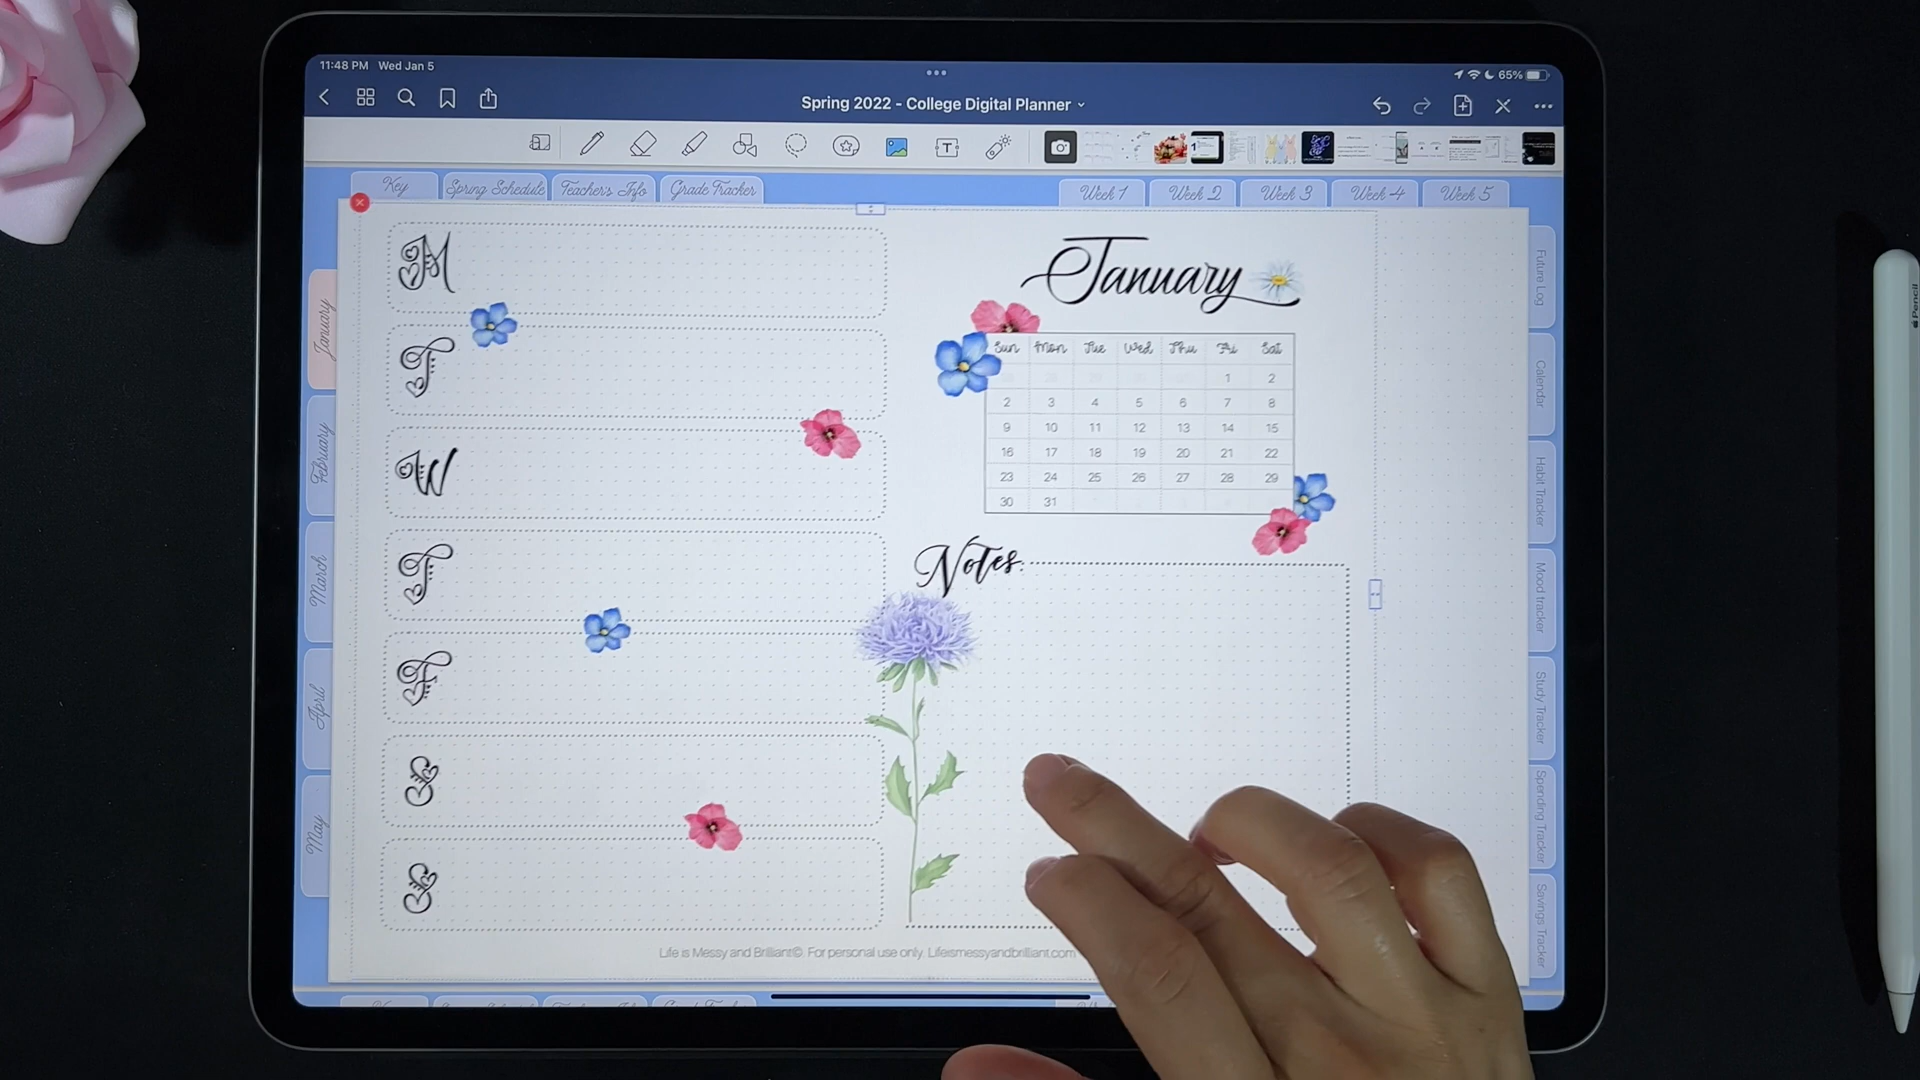 11:48 PM Wed Jan 5
65%
Spring 2022 - College Digital Planner
Key Spring Schedule Teacher's Info Grade Tracker Week 1 Week 2 Week 3 Week 4 Week 5
January
February
March
April
May
M
T
W
T
F
S
S
January
Sun Mon Tue Wed Thu Fri Sat
1 2
2 3 4 5 6 7 8
9 10 11 12 13 14 15
16 17 18 19 20 21 22
23 24 25 26 27 28 29
30 31
Notes:
Future Log
Calendar
Habit Tracker
Mood tracker
Study Tracker
Spending Tracker
Savings Tracker
Life is Messy and Brilliant©. For personal use only. Lifeismessyandbrilliant.com
Pencil